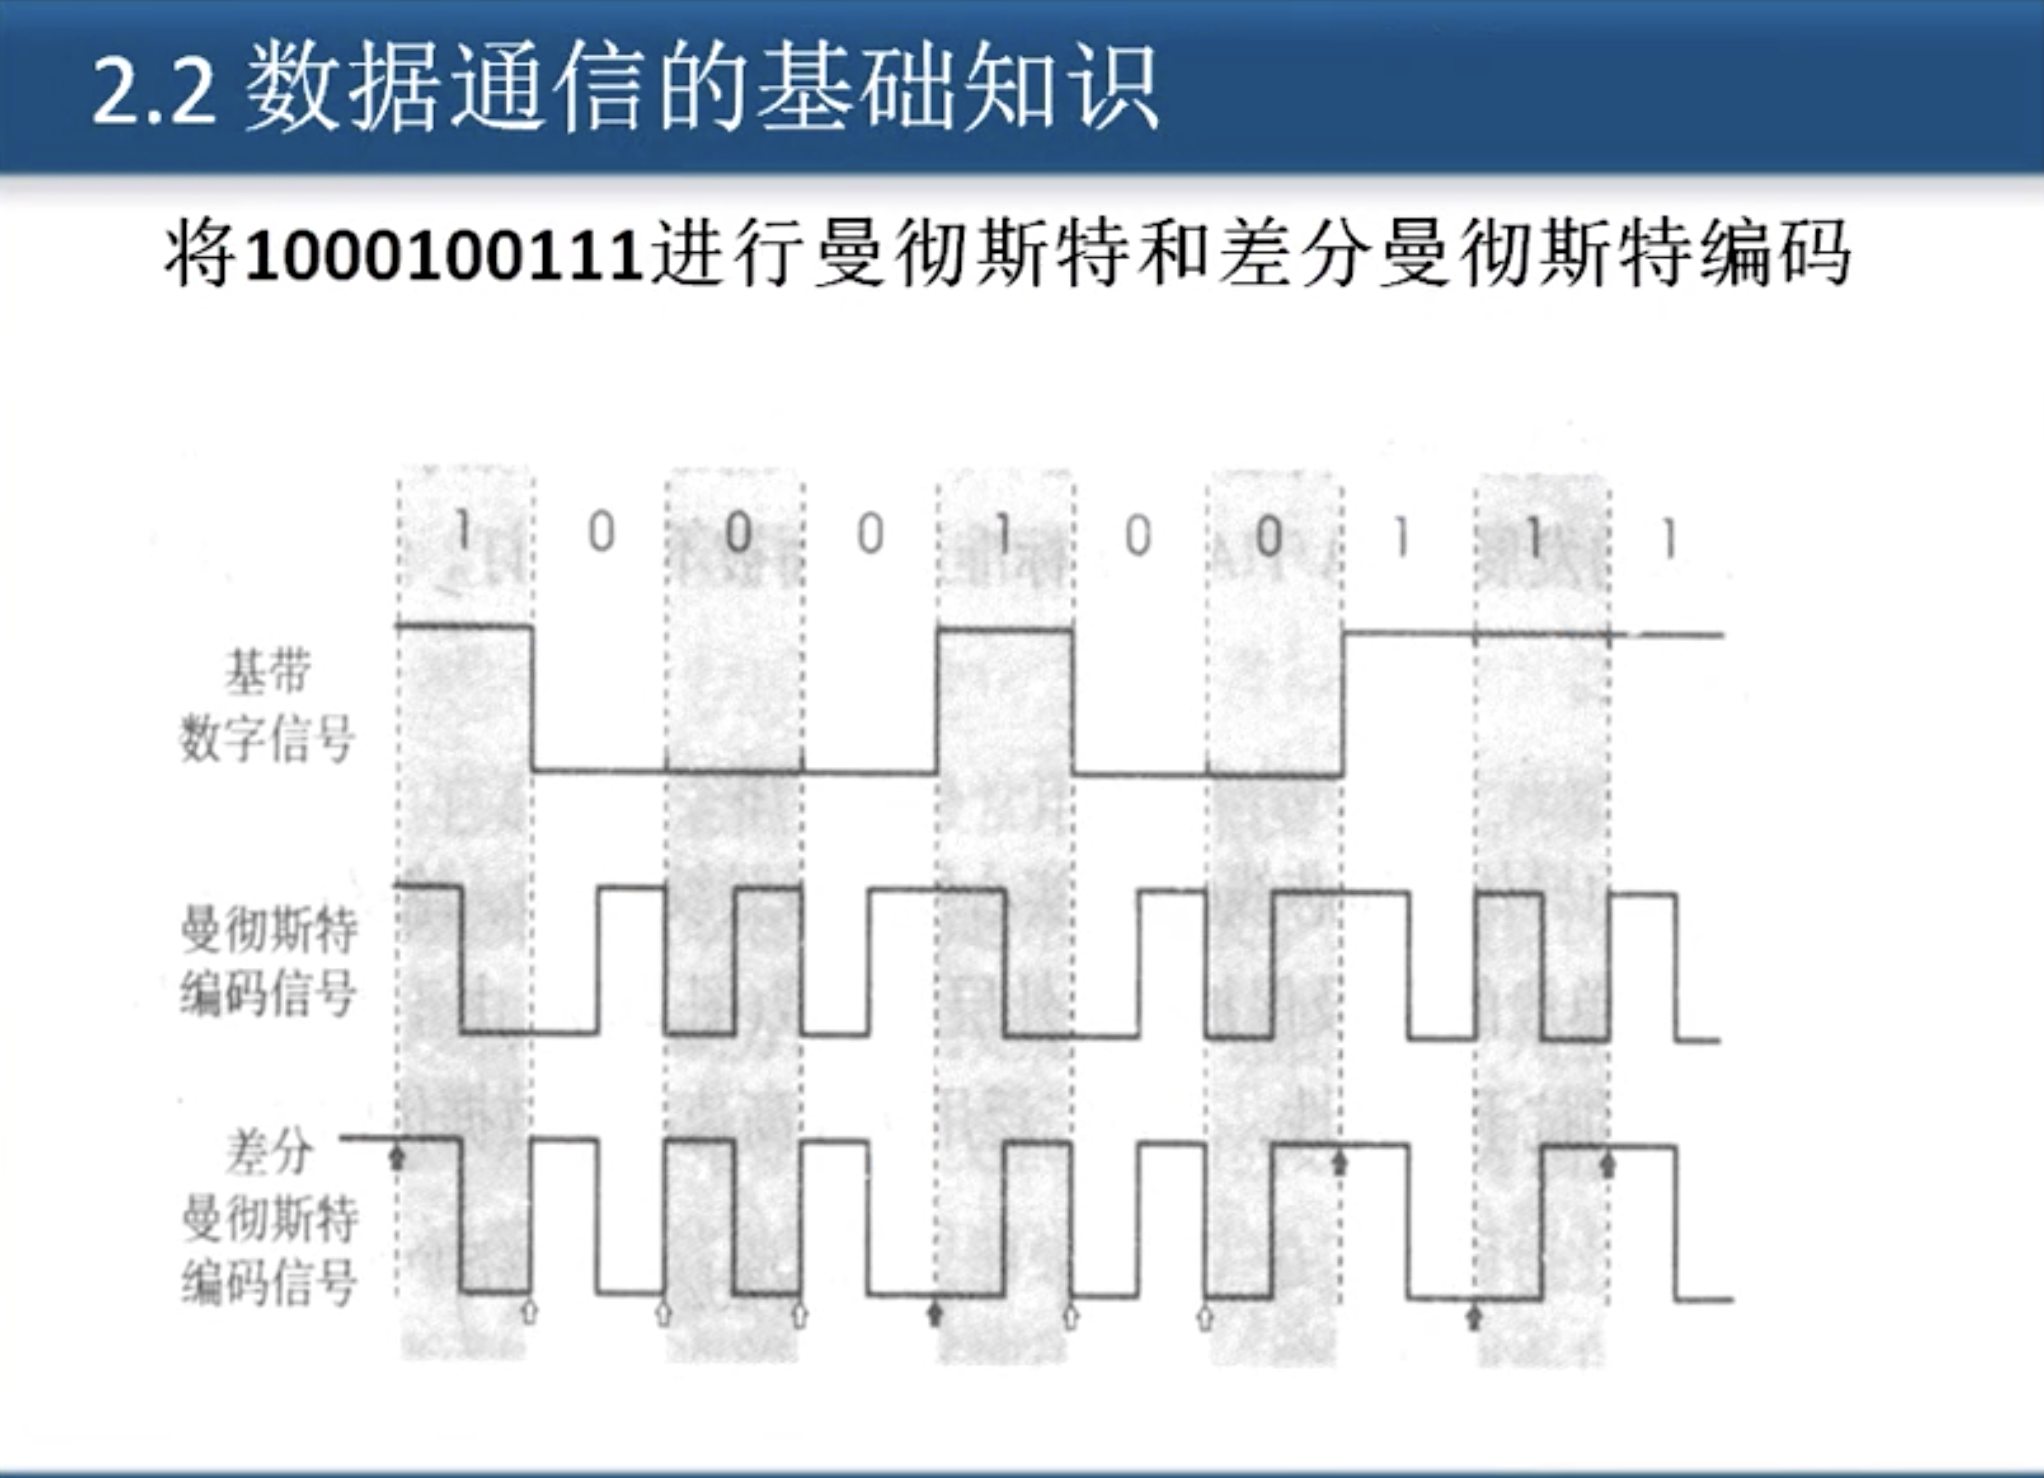 2.2 数据通信的基础知识
将1000100111进行曼彻斯特和差分曼彻斯特编码
1 0 0 0 1 0 0 1 1 1
基带
数字信号
曼彻斯特
编码信号
差分
曼彻斯特
编码信号